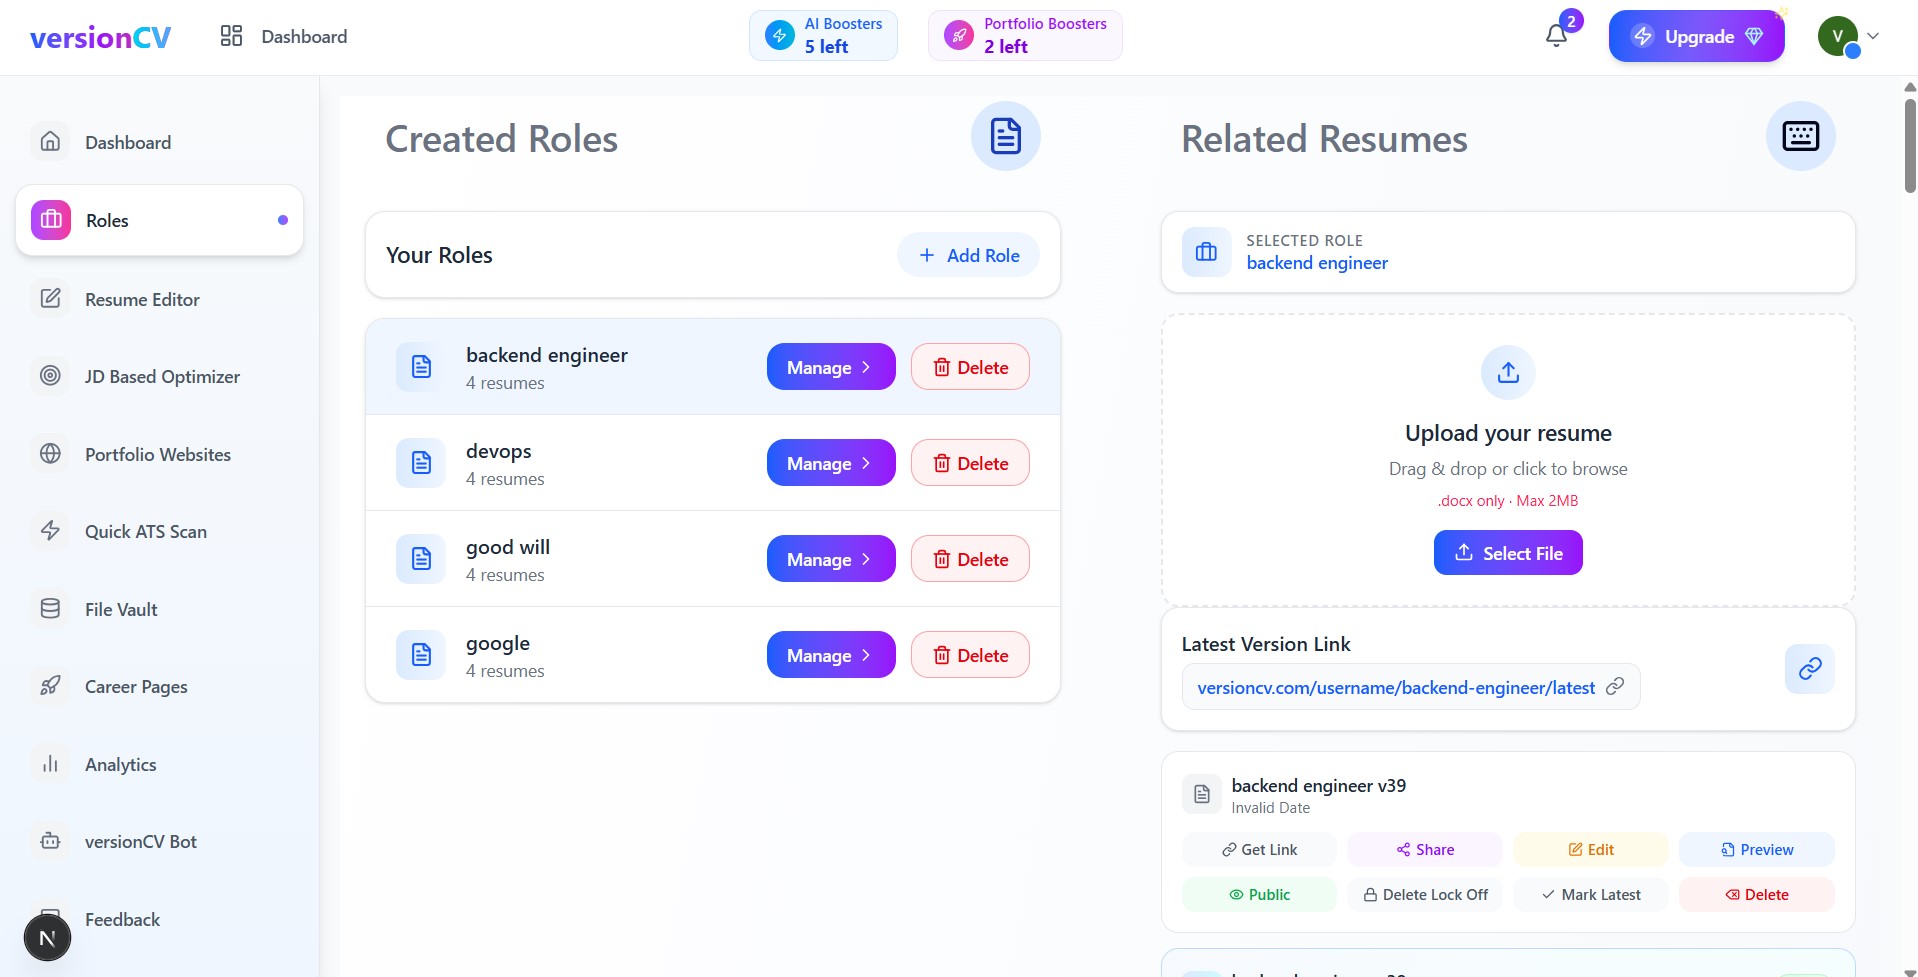 versionCV
Dashboard
AI Boosters
5 left
Portfolio Boosters
2 left
2
Upgrade
V
Dashboard
Roles
Resume Editor
JD Based Optimizer
Portfolio Websites
Quick ATS Scan
File Vault
Career Pages
Analytics
versionCV Bot
Feedback
N
Created Roles
Your Roles
Add Role
backend engineer
4 resumes
Manage
Delete
devops
4 resumes
Manage
Delete
good will
4 resumes
Manage
Delete
google
4 resumes
Manage
Delete
Related Resumes
SELECTED ROLE
backend engineer
Upload your resume
Drag & drop or click to browse
.docx only · Max 2MB
Select File
Latest Version Link
versioncv.com/username/backend-engineer/latest
backend engineer v39
Invalid Date
Get Link
Share
Edit
Preview
Public
Delete Lock Off
Mark Latest
Delete